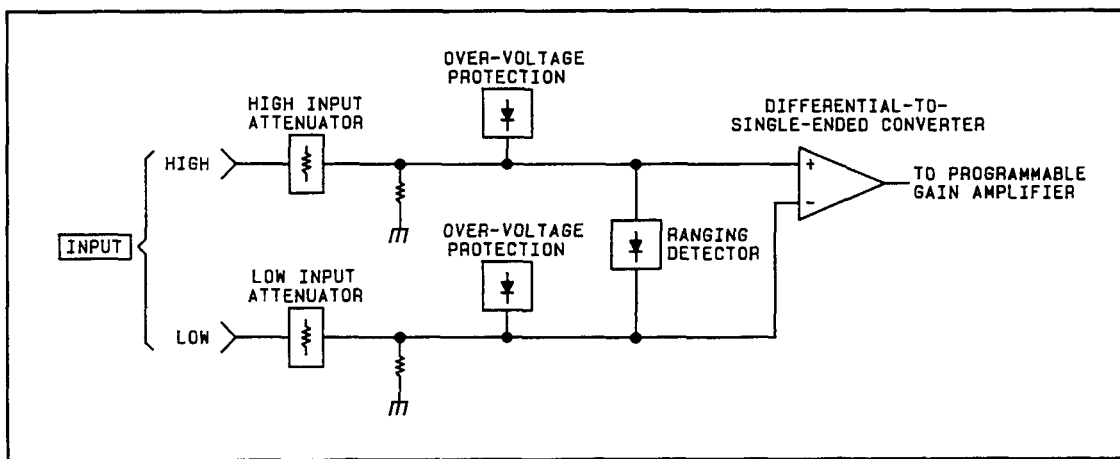 OVER-VOLTAGE
PROTECTION
HIGH INPUT
ATTENUATOR
DIFFERENTIAL-TO-
SINGLE-ENDED CONVERTER
HIGH
+
-
TO PROGRAMMABLE
GAIN AMPLIFIER
INPUT
OVER-VOLTAGE
PROTECTION
RANGING
DETECTOR
LOW INPUT
ATTENUATOR
LOW